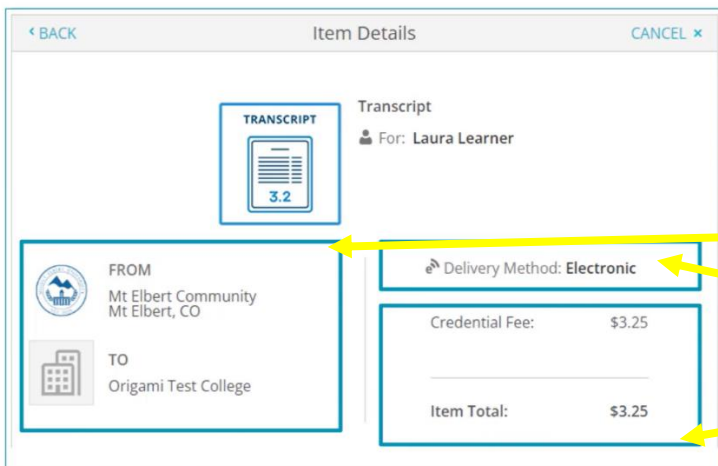 ‹ BACK
Item Details
CANCEL ×
TRANSCRIPT
3.2
Transcript
For: Laura Learner
FROM
Mt Elbert Community
Mt Elbert, CO
TO
Origami Test College
Delivery Method: Electronic
Credential Fee: $3.25
Item Total: $3.25